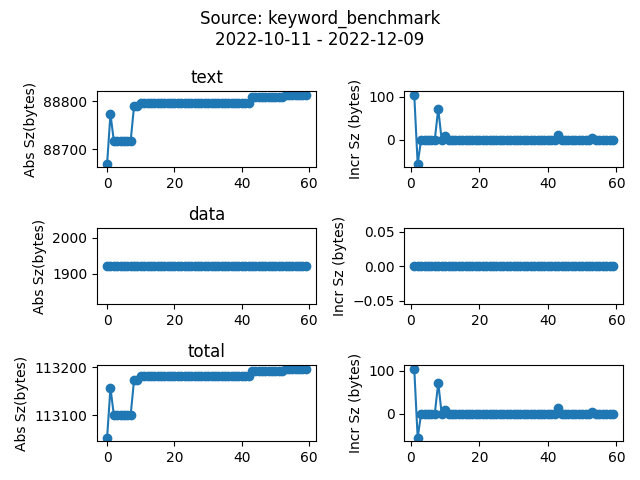 Source: keyword_benchmark
2022-10-11 - 2022-12-09
text
Abs Sz(bytes)
88800
88700
0 20 40 60
Incr Sz (bytes)
100
0
0 20 40 60
data
Abs Sz(bytes)
2000
1900
0 20 40 60
Incr Sz (bytes)
0.05
0.00
−0.05
0 20 40 60
total
Abs Sz(bytes)
113200
113100
0 20 40 60
Incr Sz (bytes)
100
0
0 20 40 60